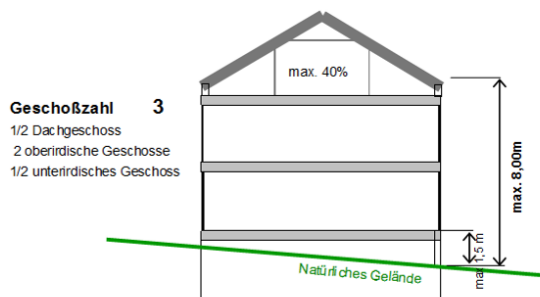 max. 40%
Geschoßzahl 3
1/2 Dachgeschoss
2 oberirdische Geschosse
1/2 unterirdisches Geschoss
max. 8,00m
max 1,5 m
Natürliches Gelände